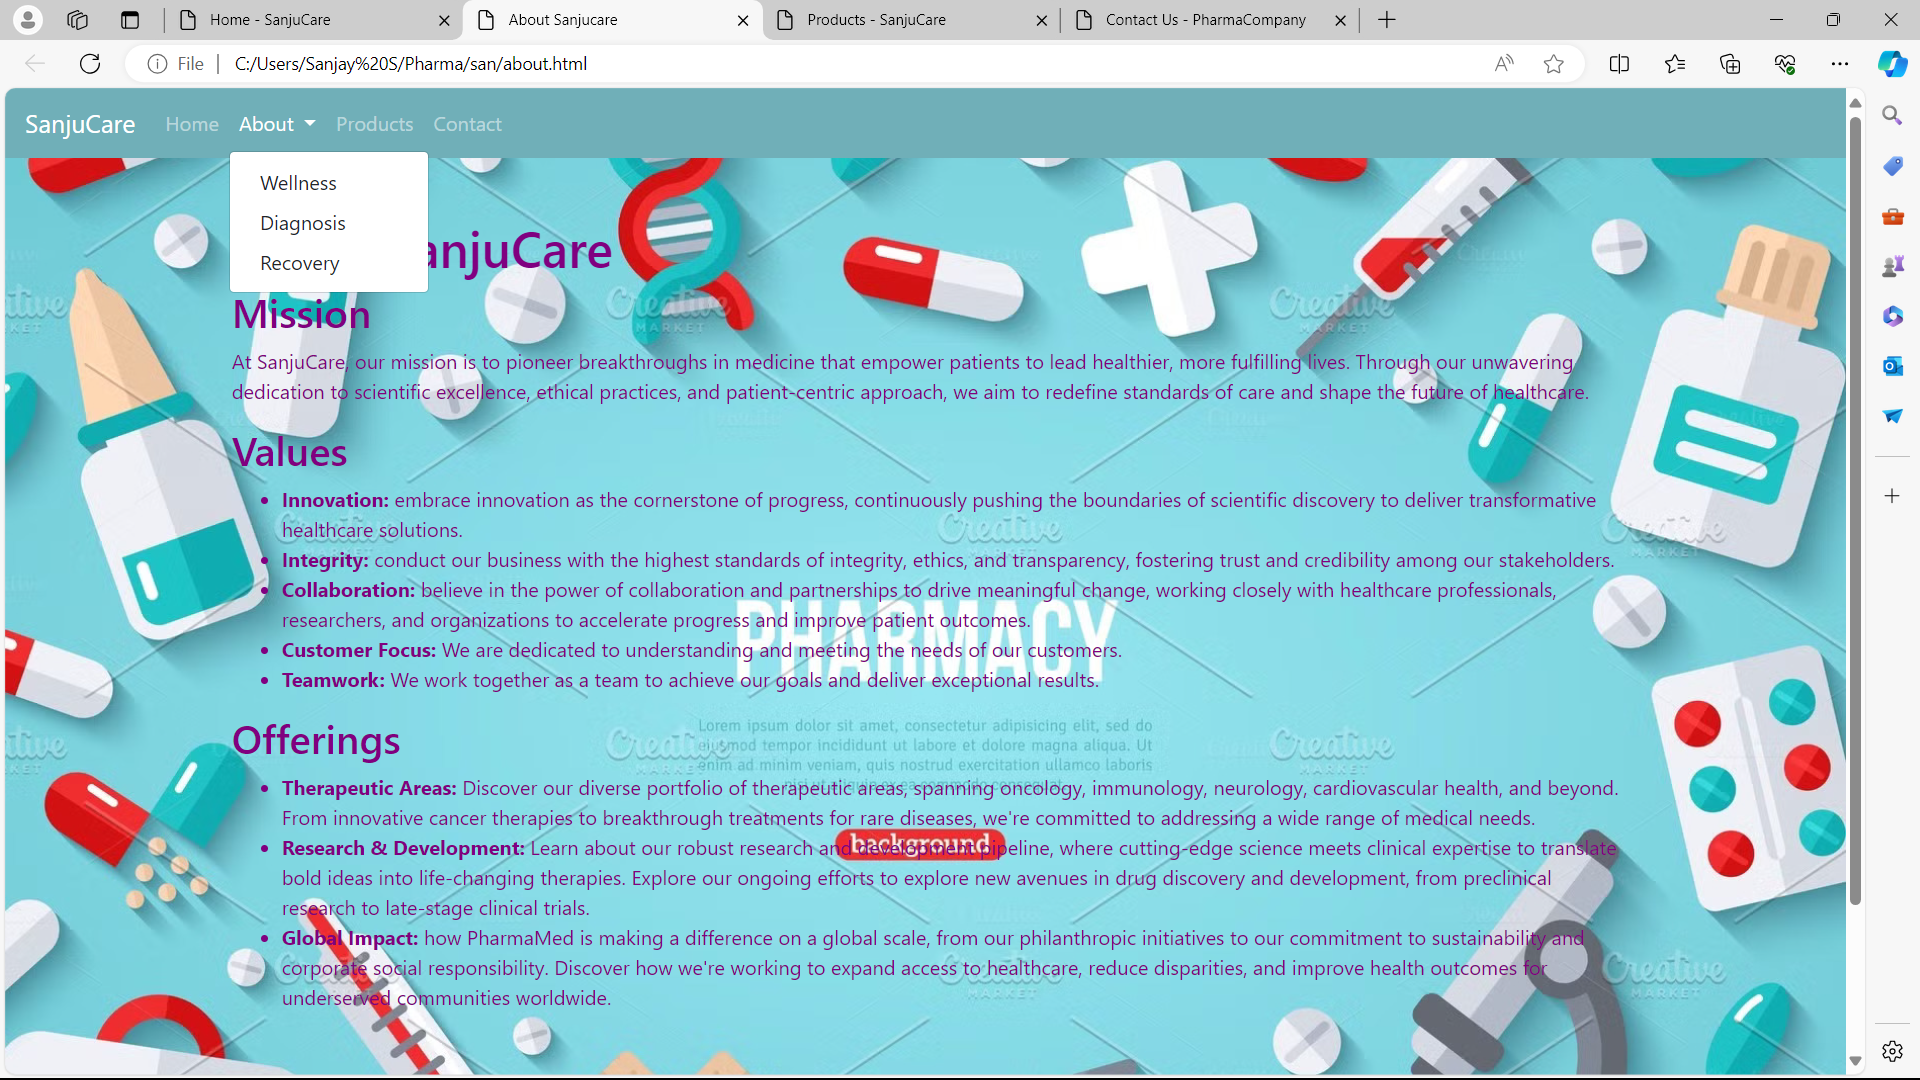 Home - SanjuCare
About Sanjucare
Products - SanjuCare
Contact Us - PharmaCompany
File
C:/Users/Sanjay%20S/Pharma/san/about.html
SanjuCare Home About Products Contact
Wellness
Diagnosis
Recovery
anjuCare
Mission
At SanjuCare, our mission is to pioneer breakthroughs in medicine that empower patients to lead healthier, more fulfilling lives. Through our unwavering
dedication to scientific excellence, ethical practices, and patient-centric approach, we aim to redefine standards of care and shape the future of healthcare.
Values
Innovation: embrace innovation as the cornerstone of progress, continuously pushing the boundaries of scientific discovery to deliver transformative
healthcare solutions.
Integrity: conduct our business with the highest standards of integrity, ethics, and transparency, fostering trust and credibility among our stakeholders.
Collaboration: believe in the power of collaboration and partnerships to drive meaningful change, working closely with healthcare professionals,
researchers, and organizations to accelerate progress and improve patient outcomes.
Customer Focus: We are dedicated to understanding and meeting the needs of our customers.
Teamwork: We work together as a team to achieve our goals and deliver exceptional results.
PHARMACY
Offerings
Lorem ipsum dolor sit amet, consectetur adipisicing elit, sed do
eiusmod tempor incididunt ut labore et dolore magna aliqua. Ut
enim ad minim veniam, quis nostrud exercitation ullamco laboris
Therapeutic Areas: Discover our diverse portfolio of therapeutic areas, spanning oncology, immunology, neurology, cardiovascular health, and beyond.
From innovative cancer therapies to breakthrough treatments for rare diseases, we're committed to addressing a wide range of medical needs.
background
Research & Development: Learn about our robust research and development pipeline, where cutting-edge science meets clinical expertise to translate
bold ideas into life-changing therapies. Explore our ongoing efforts to explore new avenues in drug discovery and development, from preclinical
research to late-stage clinical trials.
Global Impact: how PharmaMed is making a difference on a global scale, from our philanthropic initiatives to our commitment to sustainability and
corporate social responsibility. Discover how we're working to expand access to healthcare, reduce disparities, and improve health outcomes for
underserved communities worldwide.
Creative
MARKET